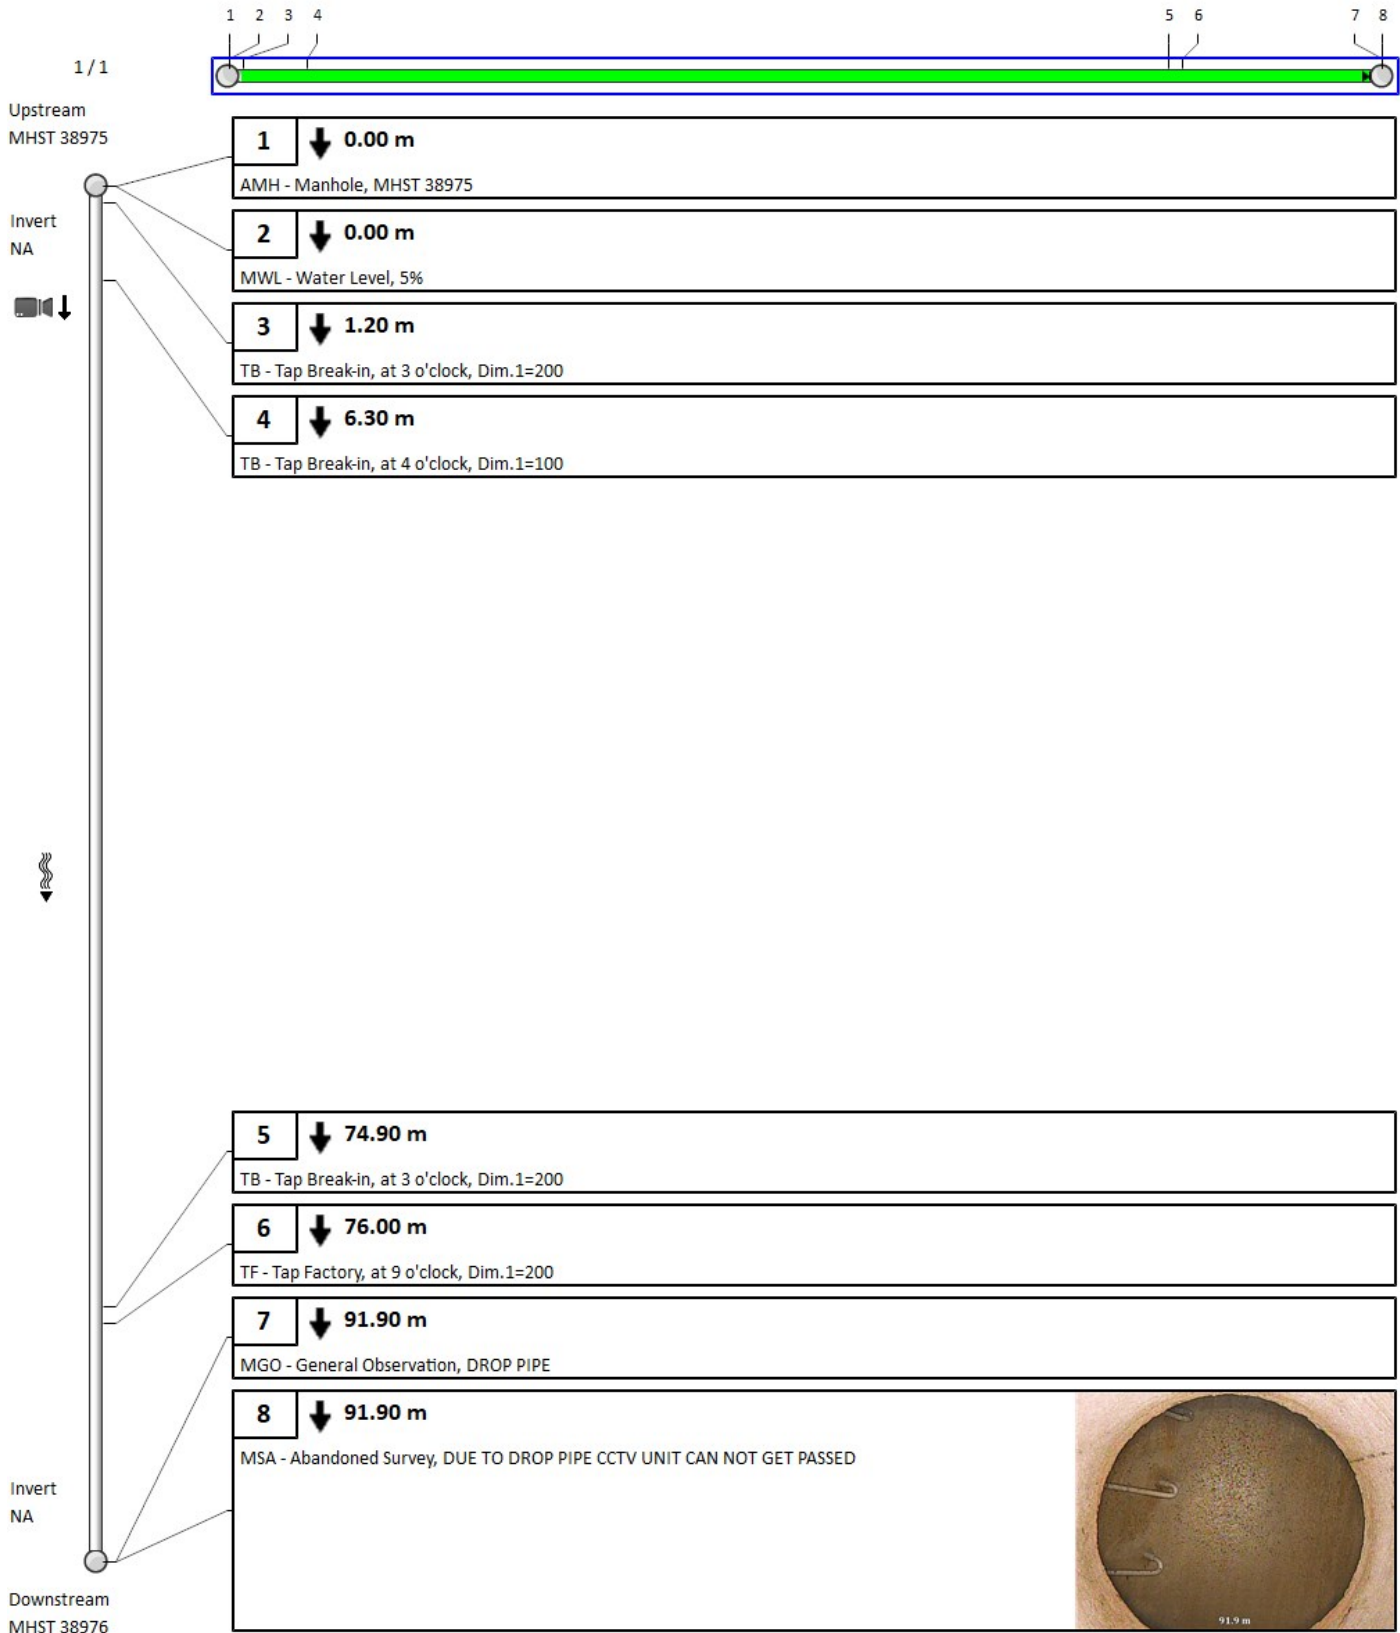 1 2 3 4 5 6 7 8
1 / 1
Upstream
MHST 38975
1 0.00 m
AMH - Manhole, MHST 38975
Invert
NA
2 0.00 m
MWL - Water Level, 5%
3 1.20 m
TB - Tap Break-in, at 3 o'clock, Dim.1=200
4 6.30 m
TB - Tap Break-in, at 4 o'clock, Dim.1=100
5 74.90 m
TB - Tap Break-in, at 3 o'clock, Dim.1=200
6 76.00 m
TF - Tap Factory, at 9 o'clock, Dim.1=200
7 91.90 m
MGO - General Observation, DROP PIPE
8 91.90 m
MSA - Abandoned Survey, DUE TO DROP PIPE CCTV UNIT CAN NOT GET PASSED
91.9 m
Invert
NA
Downstream
MHST 38976